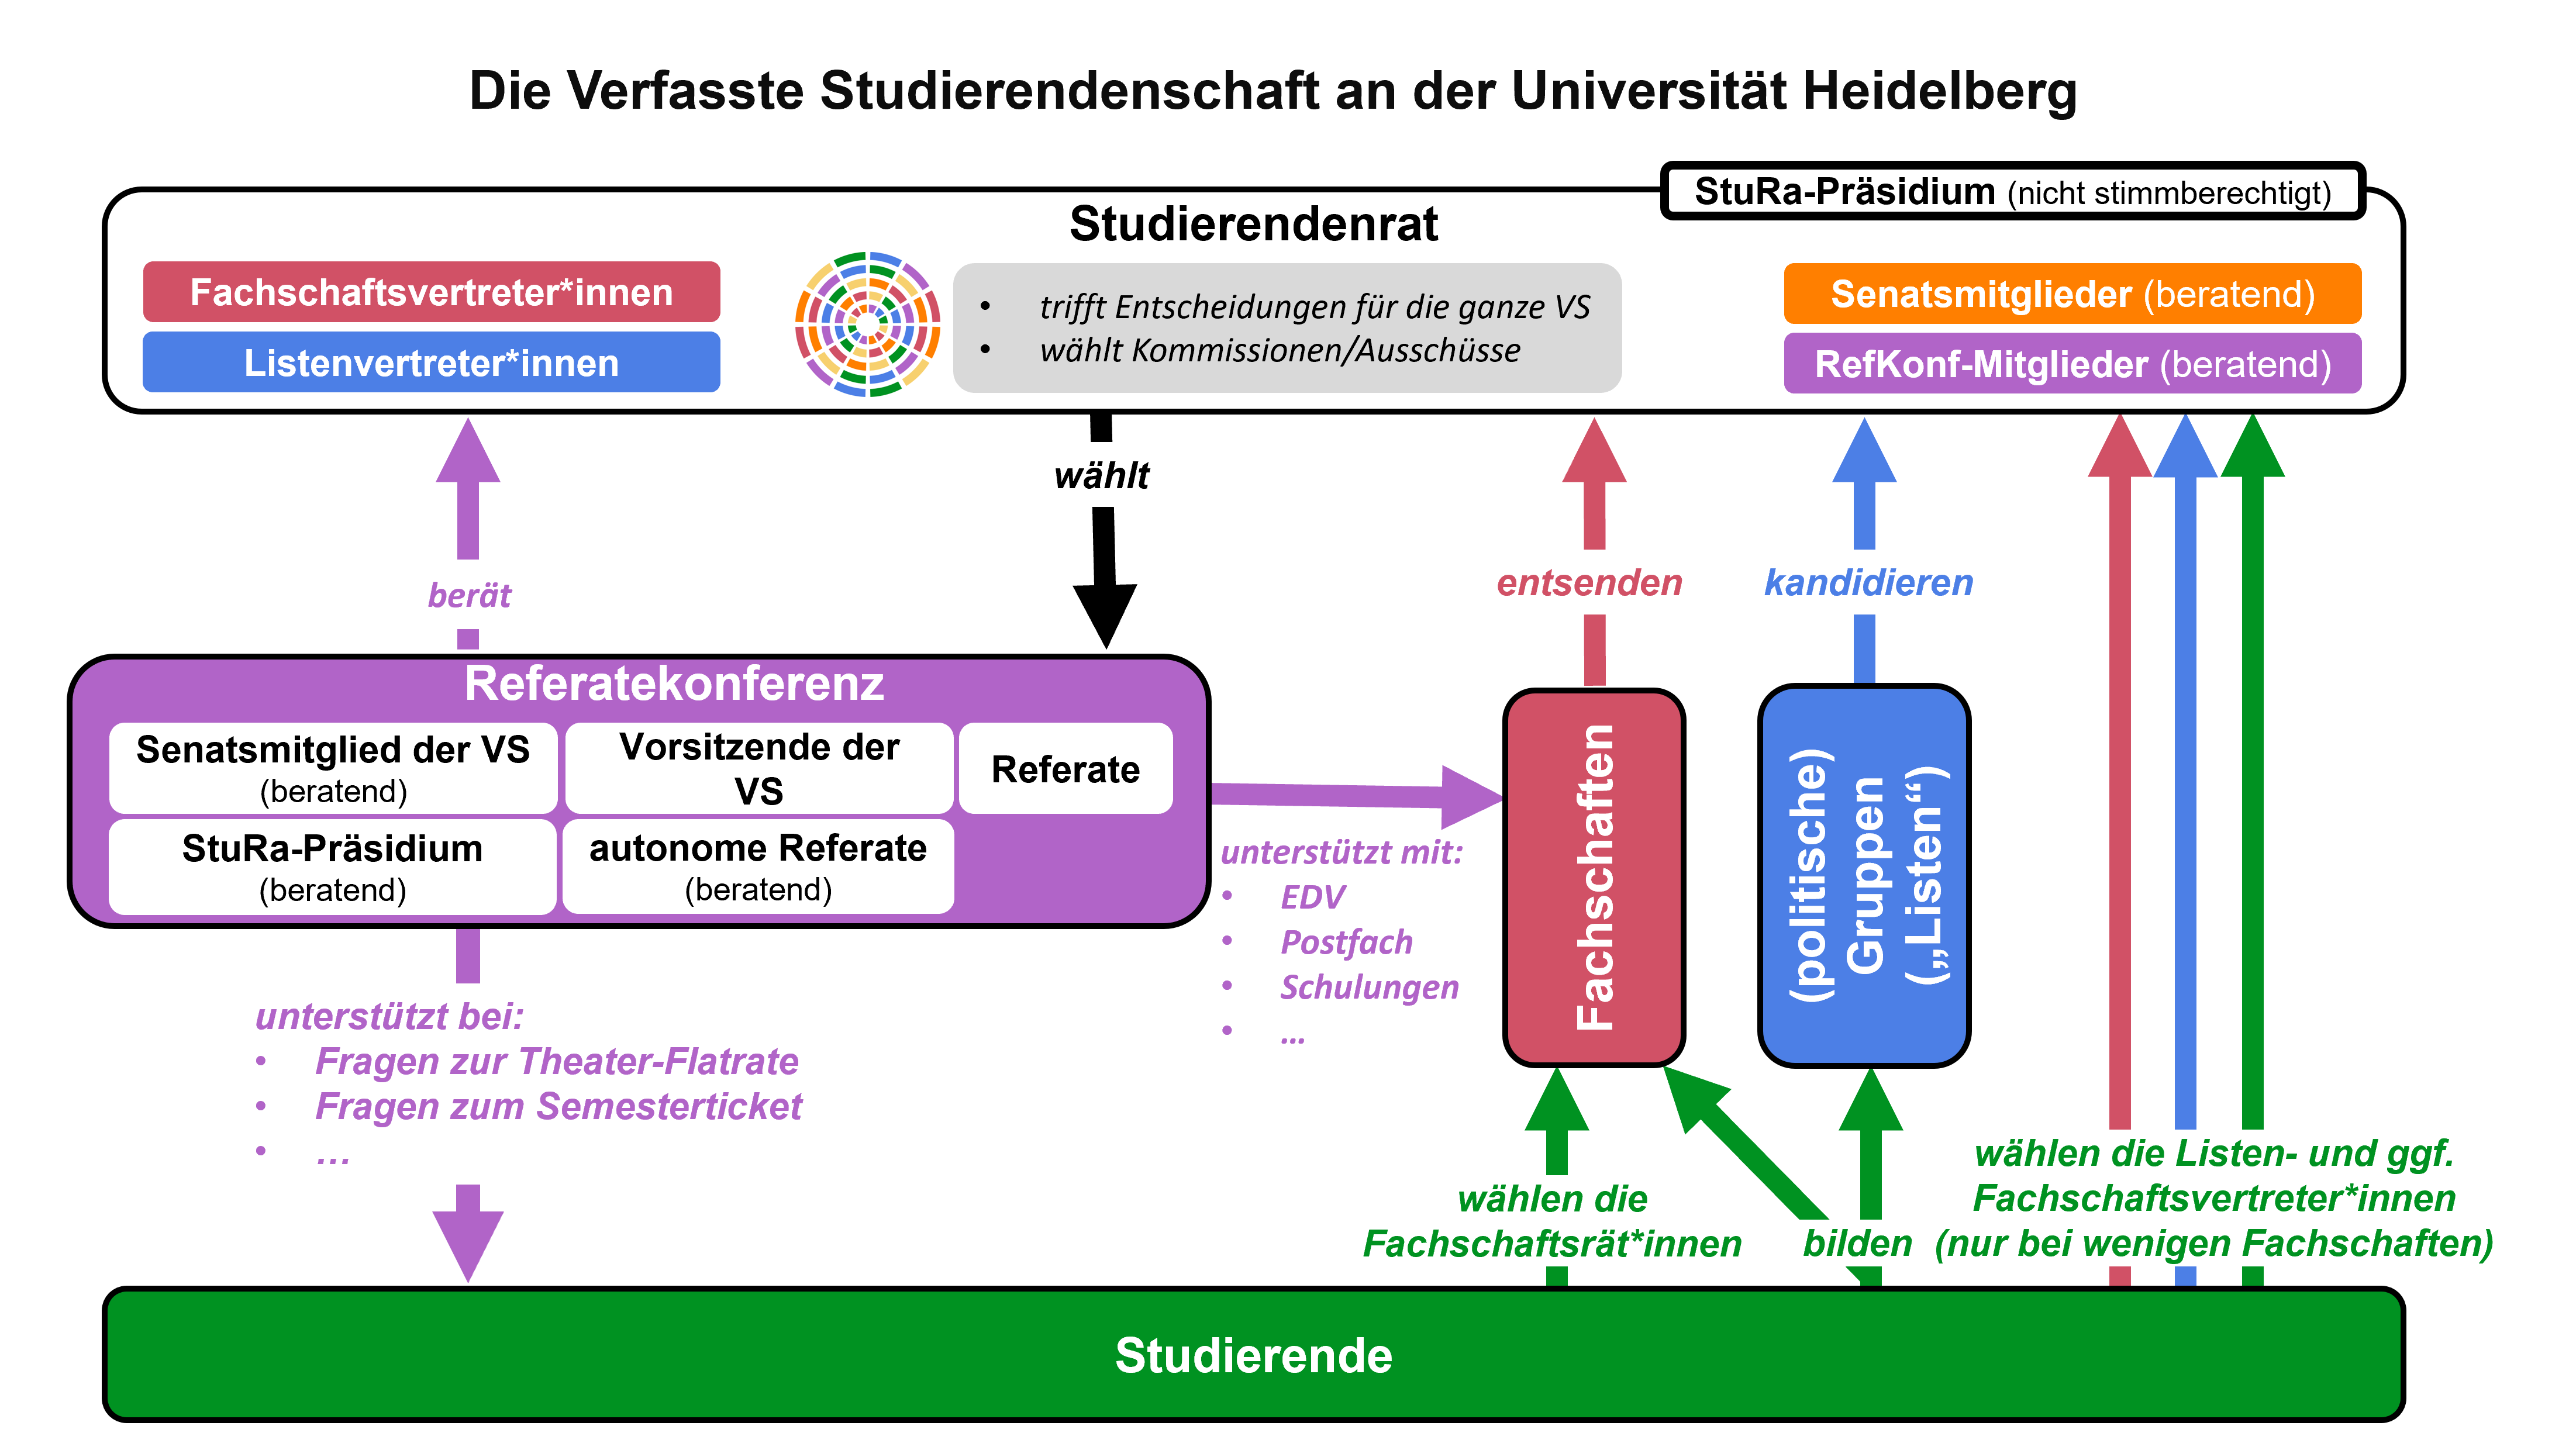 Die Verfasste Studierendenschaft an der Universität Heidelberg
StuRa-Präsidium (nicht stimmberechtigt)
Studierendenrat
Fachschaftsvertreter*innen
Listenvertreter*innen
• trifft Entscheidungen für die ganze VS
• wählt Kommissionen/Ausschüsse
Senatsmitglieder (beratend)
RefKonf-Mitglieder (beratend)
berät
wählt
entsenden
kandidieren
Referatekonferenz
Senatsmitglied der VS
(beratend)
Vorsitzende der
VS
Referate
StuRa-Präsidium
(beratend)
autonome Referate
(beratend)
unterstützt mit:
• EDV
• Postfach
• Schulungen
• ...
Fachschaften
(politische)
Gruppen
(„Listen“)
unterstützt bei:
• Fragen zur Theater-Flatrate
• Fragen zum Semesterticket
• ...
wählen die
Fachschaftsrät*innen
bilden
wählen die Listen- und ggf.
Fachschaftsvertreter*innen
(nur bei wenigen Fachschaften)
Studierende